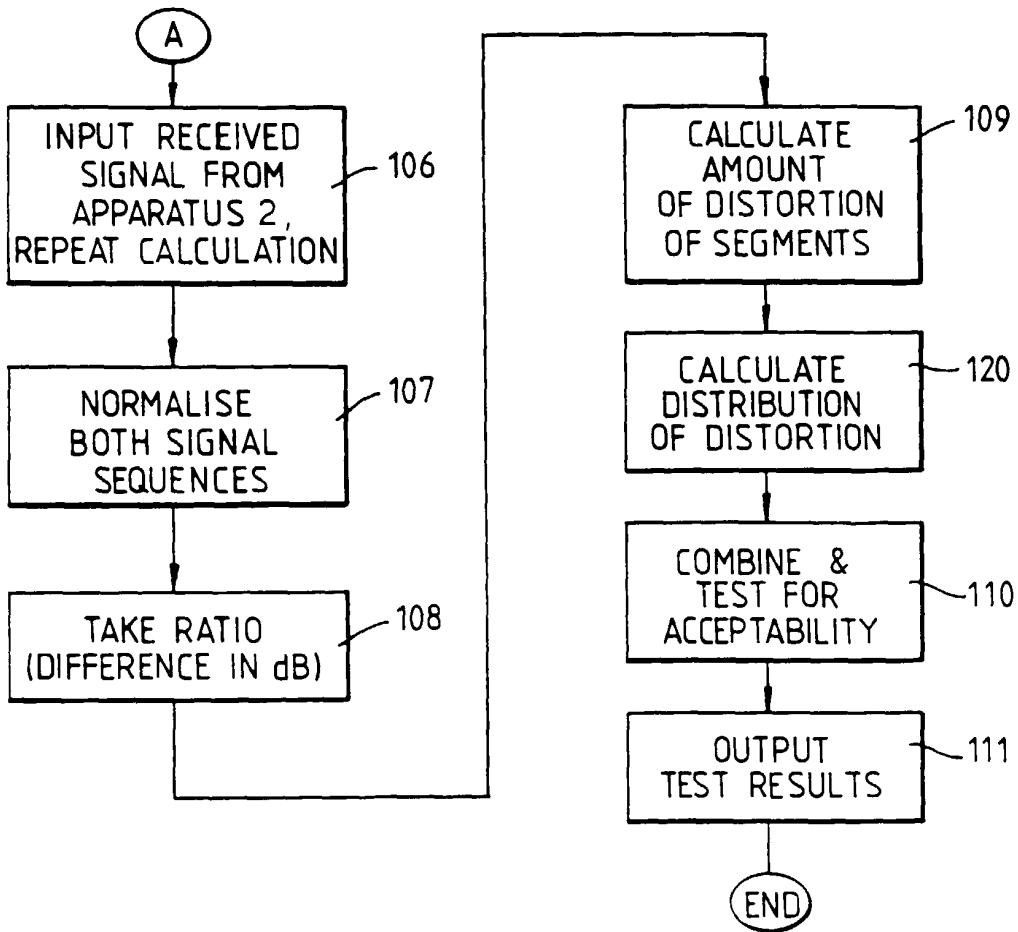 A
INPUT RECEIVED
SIGNAL FROM
APPARATUS 2,
REPEAT CALCULATION
106
NORMALISE
BOTH SIGNAL
SEQUENCES
107
TAKE RATIO
(DIFFERENCE IN dB)
108
CALCULATE
AMOUNT
OF DISTORTION
OF SEGMENTS
109
CALCULATE
DISTRIBUTION
OF DISTORTION
120
COMBINE &
TEST FOR
ACCEPTABILITY
110
OUTPUT
TEST RESULTS
111
END